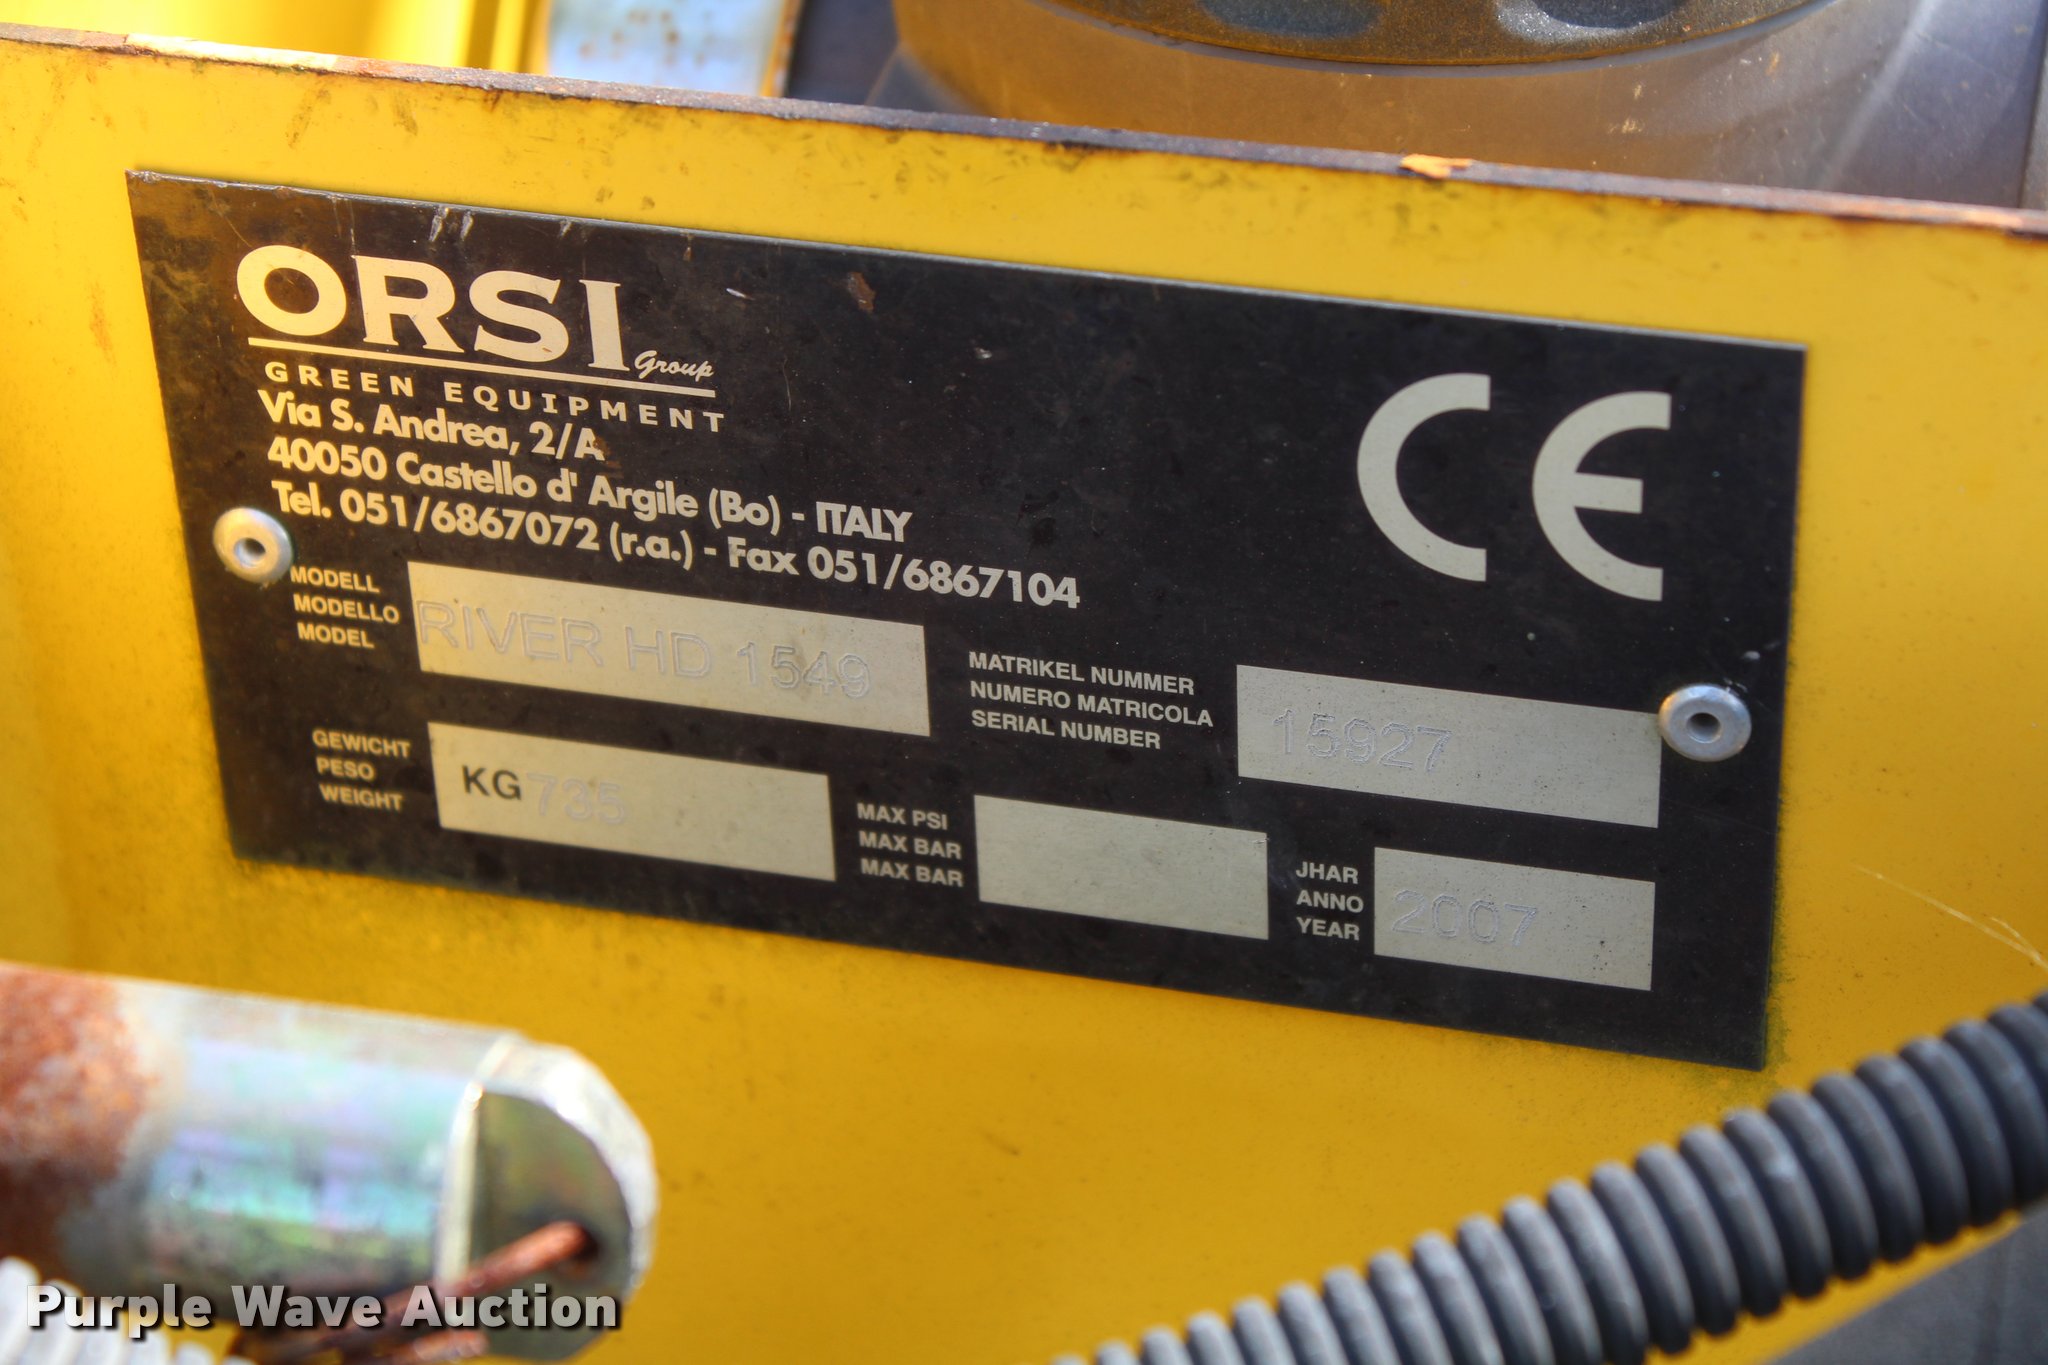 ORSI Group
GREEN EQUIPMENT
Via S. Andrea, 2/A
40050 Castello d' Argile (Bo) - ITALY
Tel. 051/6867072 (r.a.) - Fax 051/6867104
CE
MODELL
MODELLO
MODEL
RIVER HD 1549
MATRIKEL NUMMER
NUMERO MATRICOLA
SERIAL NUMBER
15927
GEWICHT
PESO
WEIGHT
KG 735
MAX PSI
MAX BAR
MAX BAR
JHAR
ANNO
YEAR
2007
Purple Wave Auction